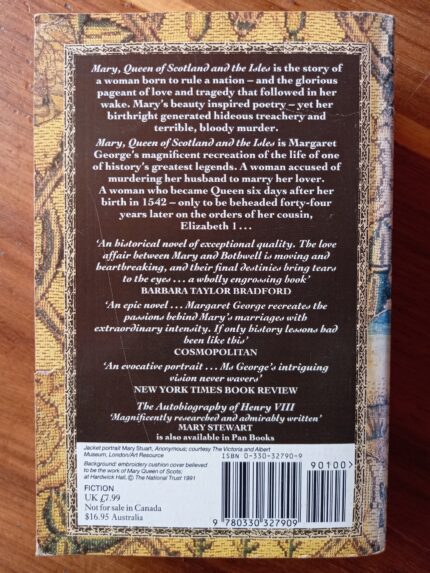 Mary, Queen of Scotland and the Isles is the story of
a woman born to rule a nation – and the glorious
pageant of love and tragedy that followed in her
wake. Mary's beauty inspired poetry – yet her
birthright generated hideous treachery and
terrible, bloody murder.
Mary, Queen of Scotland and the Isles is Margaret
George's magnificent recreation of the life of one
of history's greatest legends. A woman accused of
murdering her husband to marry her lover.
A woman who became Queen six days after her
birth in 1542 – only to be beheaded forty-four
years later on the orders of her cousin,
Elizabeth I . . .
'An historical novel of exceptional quality. The love
affair between Mary and Bothwell is moving and
heartbreaking, and their final destinies bring tears
to the eyes . . . a wholly engrossing book'
BARBARA TAYLOR BRADFORD
'An epic novel . . . Margaret George recreates the
passions behind Mary's marriages with
extraordinary intensity. If only history lessons had
been like this'
COSMOPOLITAN
'An evocative portrait . . . Ms George's intriguing
vision never wavers'
NEW YORK TIMES BOOK REVIEW
The Autobiography of Henry VIII
'Magnificently researched and admirably written'
MARY STEWART
is also available in Pan Books
Jacket portrait Mary Stuart, Anonymous; courtesy The Victoria and Albert
Museum, London/Art Resource
Background: embroidery cushion cover believed
to be the work of Mary Queen of Scots;
at Hardwick Hall, © The National Trust 1991
FICTION
UK £7.99
Not for sale in Canada
$16.95 Australia
ISBN 0-330-32790-9
90100
9 780330 327909